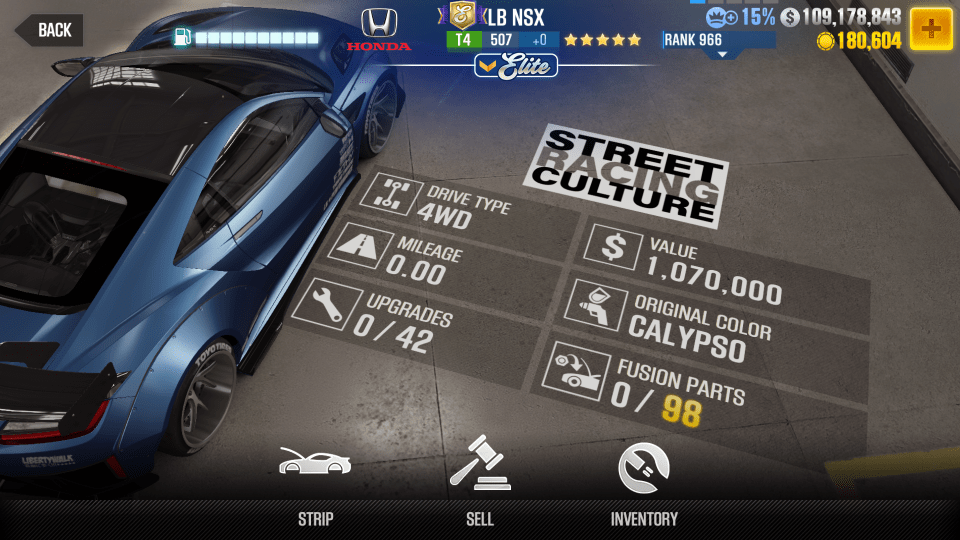 BACK
HONDA
LB NSX
T4 507 +0
RANK 966
15%
109,178,843
180,604
Elite
STREET
RACING
CULTURE
DRIVE TYPE
4WD
MILEAGE
0.00
UPGRADES
0/42
VALUE
1,070,000
ORIGINAL COLOR
CALYPSO
FUSION PARTS
0 / 98
TOYO TIRES
LIBERTYWALK
STRIP
SELL
INVENTORY